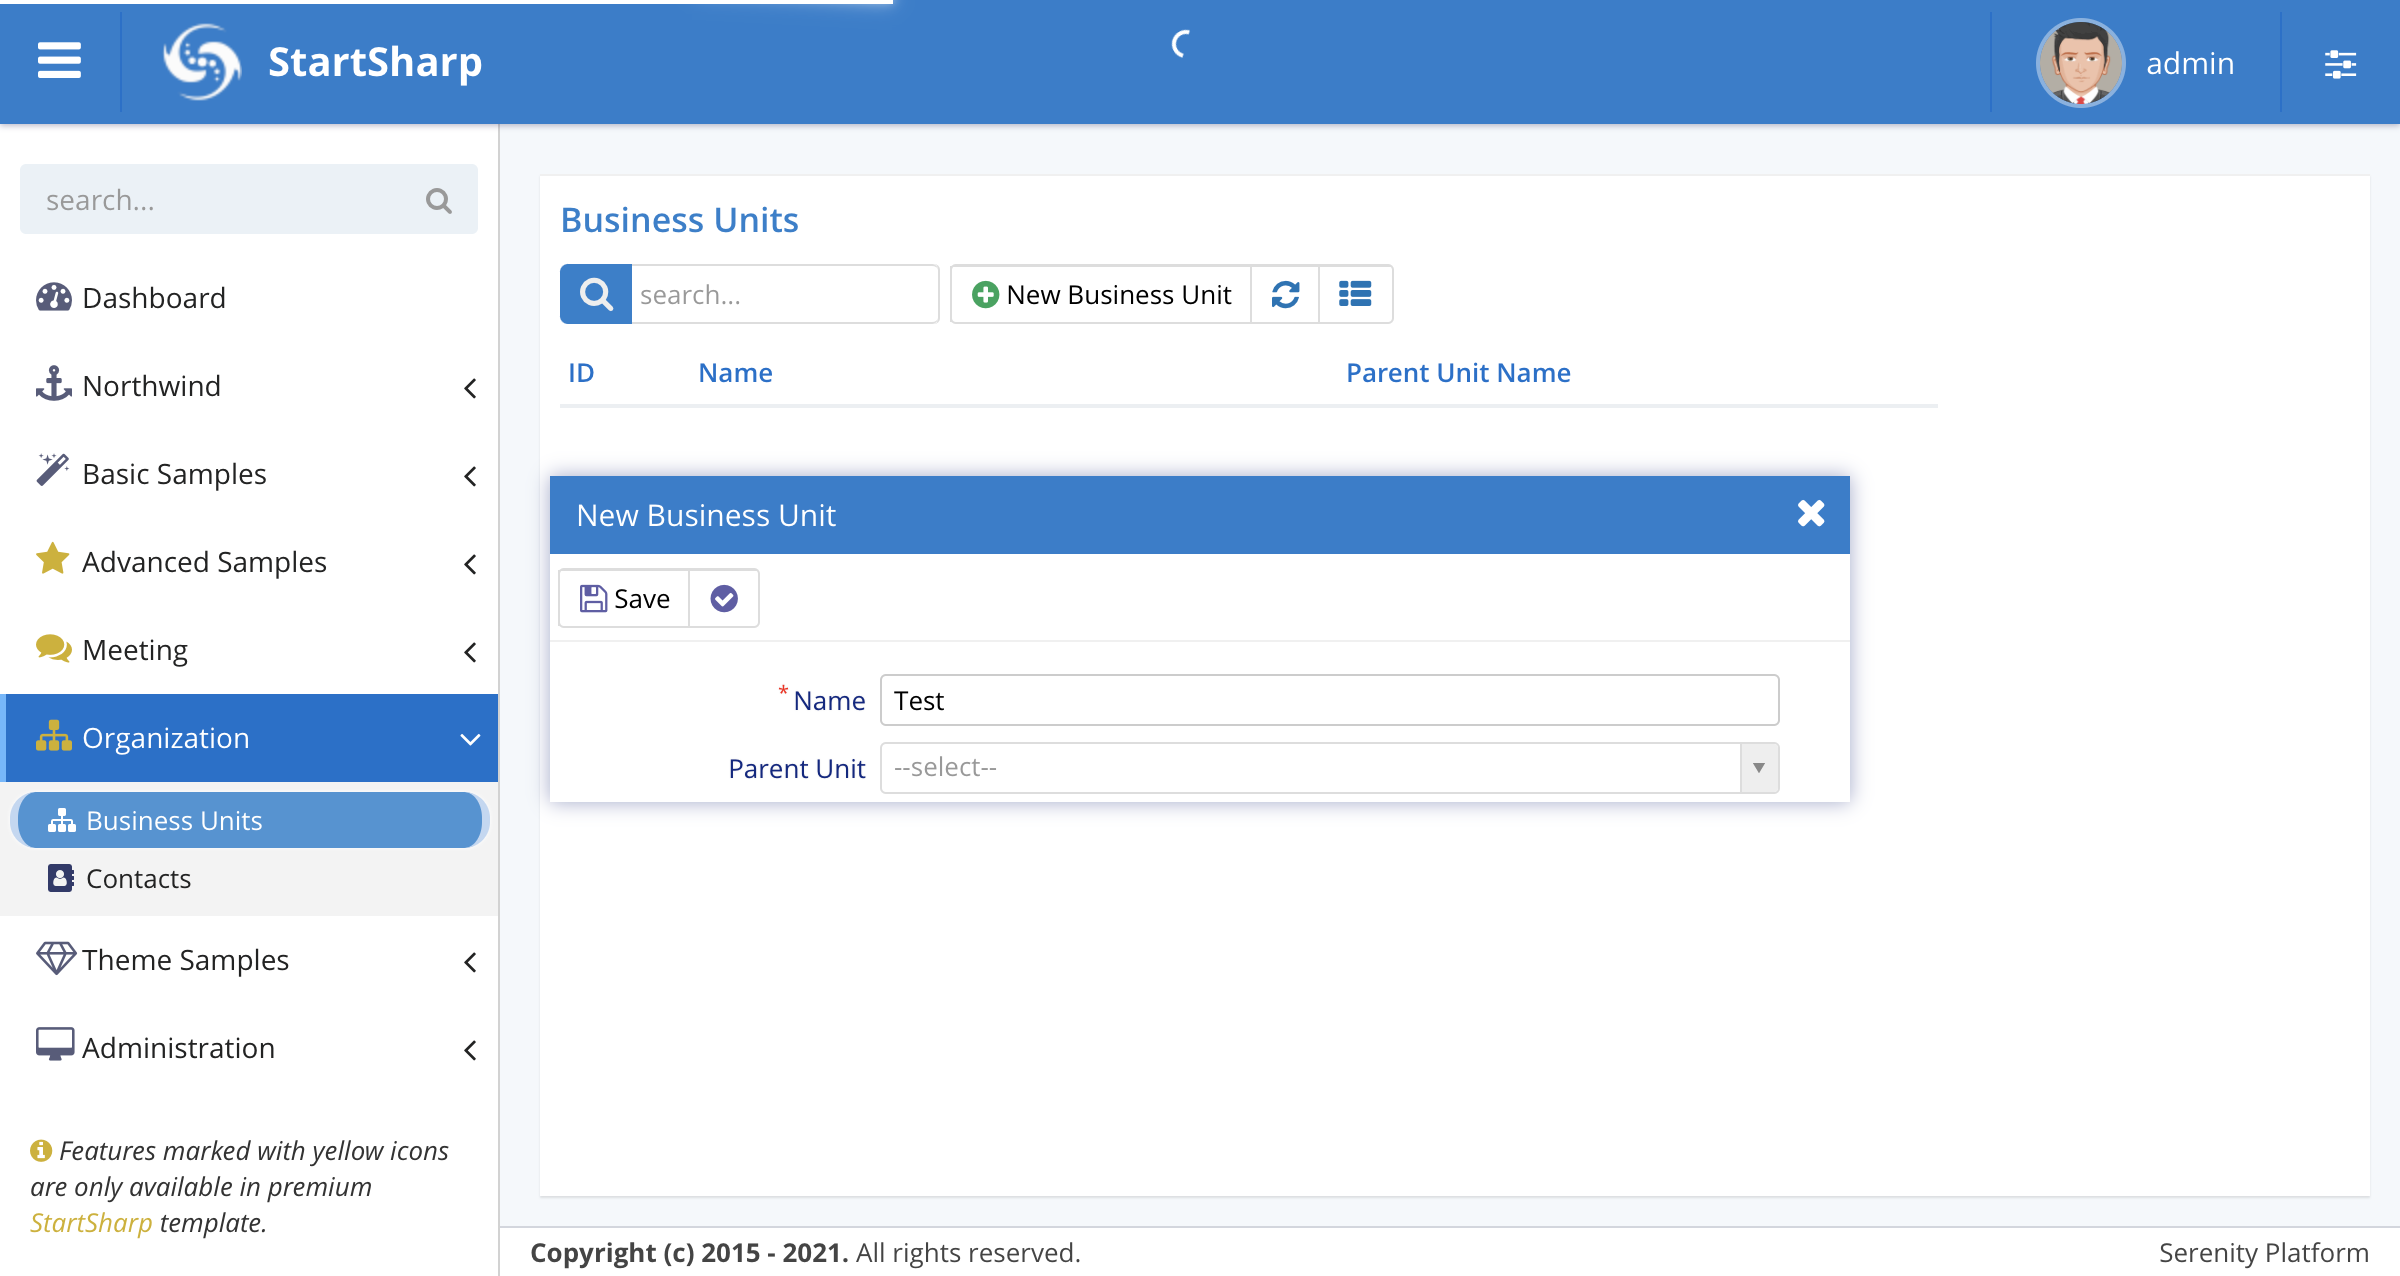 StartSharp
admin
search...
Dashboard
Northwind
Basic Samples
Advanced Samples
Meeting
Organization
Business Units
Contacts
Theme Samples
Administration
Features marked with yellow icons
are only available in premium
StartSharp template.
Business Units
search...
New Business Unit
ID Name Parent Unit Name
New Business Unit
Save
* Name Test
Parent Unit --select--
Copyright (c) 2015 - 2021. All rights reserved.
Serenity Platform